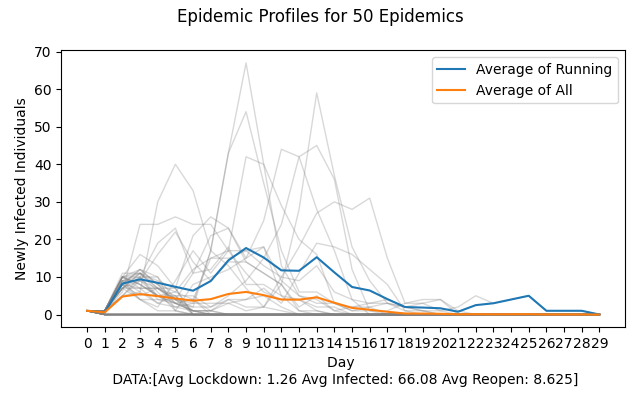 Epidemic Profiles for 50 Epidemics
70
60
50
40
30
20
10
0
Newly Infected Individuals
Average of Running
Average of All
0 1 2 3 4 5 6 7 8 9 10 11 12 13 14 15 16 17 18 19 20 21 22 23 24 25 26 27 28 29
Day
DATA:[Avg Lockdown: 1.26 Avg Infected: 66.08 Avg Reopen: 8.625]